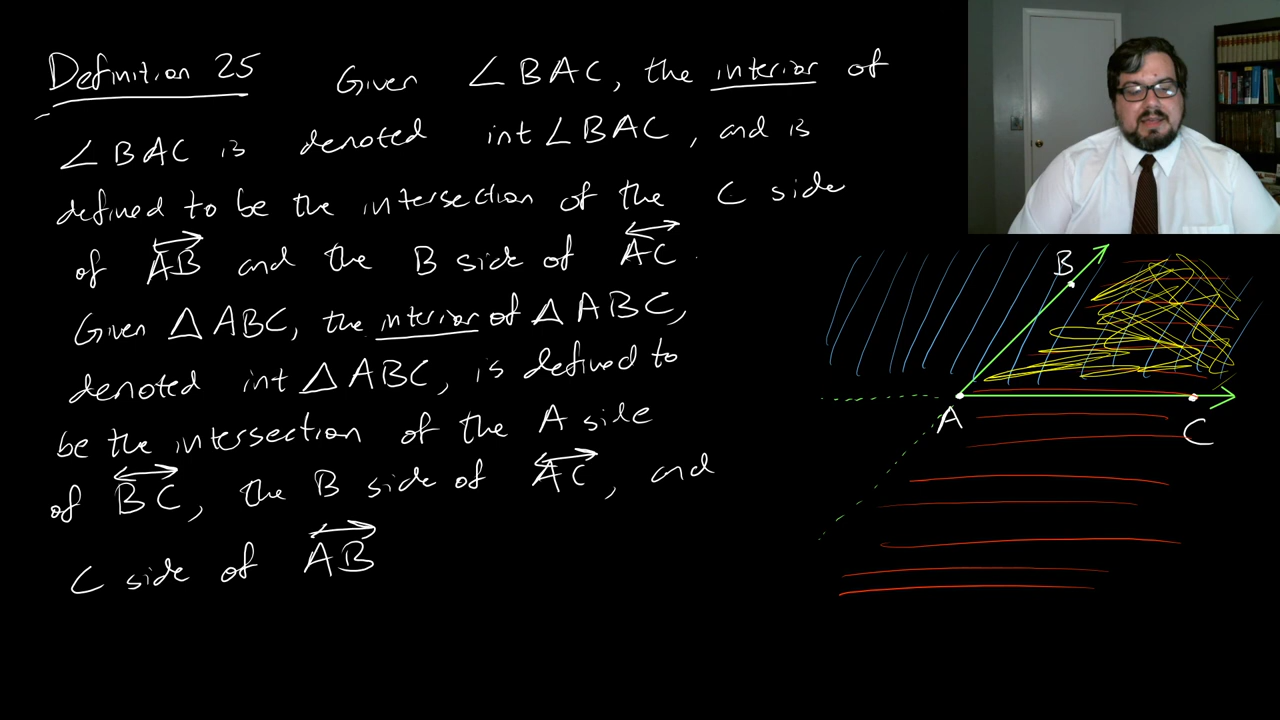 Definition 25 Given ∠BAC, the interior of
∠BAC is denoted int∠BAC, and is
defined to be the intersection of the C side
of AB and the B side of AC.
Given △ABC, the interior of △ABC,
denoted int △ABC, is defined to
be the intersection of the A side
of BC, the B side of AC, and
C side of AB
B
A
C